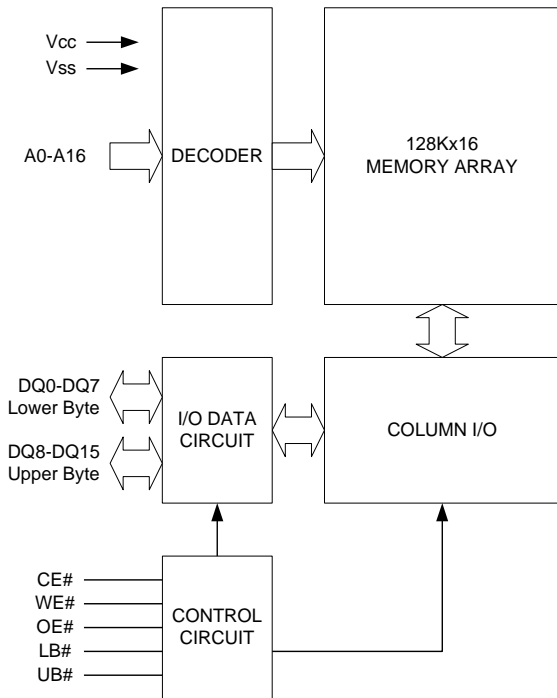 Vcc
Vss
A0-A16
DECODER
128Kx16
MEMORY ARRAY
DQ0-DQ7
Lower Byte
DQ8-DQ15
Upper Byte
I/O DATA
CIRCUIT
COLUMN I/O
CE#
WE#
OE#
LB#
UB#
CONTROL
CIRCUIT